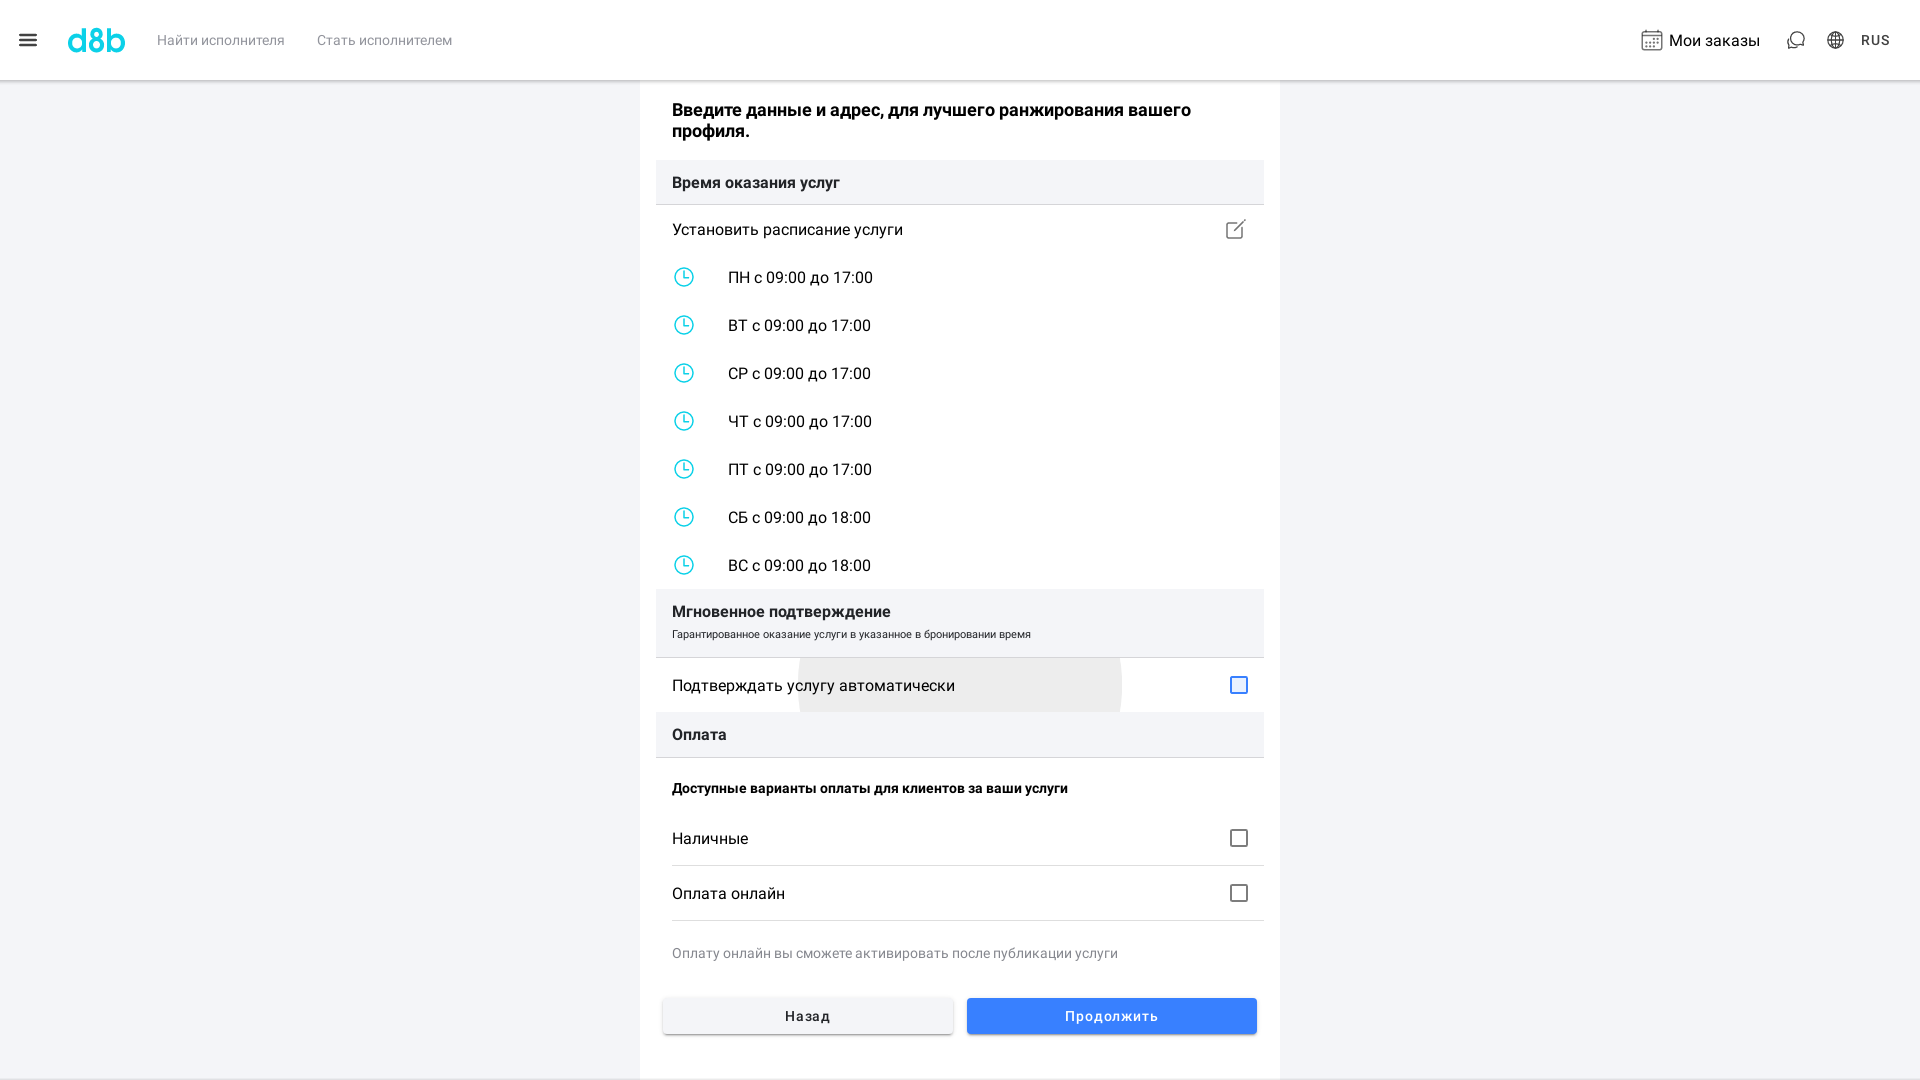 d8b
Найти исполнителя
Стать исполнителем
Мои заказы
RUS
Введите данные и адрес, для лучшего ранжирования вашего
профиля.
Время оказания услуг
Установить расписание услуги
ПН с 09:00 до 17:00
ВТ с 09:00 до 17:00
СР с 09:00 до 17:00
ЧТ с 09:00 до 17:00
ПТ с 09:00 до 17:00
СБ с 09:00 до 18:00
ВС с 09:00 до 18:00
Мгновенное подтверждение
Гарантированное оказание услуги в указанное в бронировании время
Подтверждать услугу автоматически
Оплата
Доступные варианты оплаты для клиентов за ваши услуги
Наличные
Оплата онлайн
Оплату онлайн вы сможете активировать после публикации услуги
Назад
Продолжить